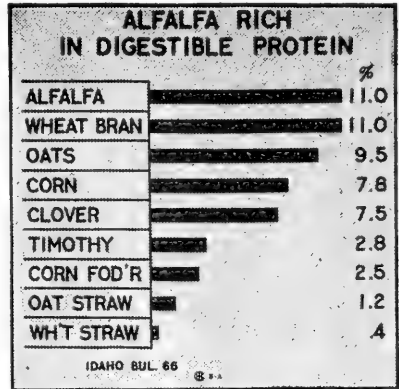 ALFALFA RICH
IN DIGESTIBLE PROTEIN
%
ALFALFA 11.0
WHEAT BRAN 11.0
OATS 9.5
CORN 7.8
CLOVER 7.5
TIMOTHY 2.8
CORN FOD'R 2.5
OAT STRAW 1.2
WH'T STRAW .4
IDAHO BUL. 66